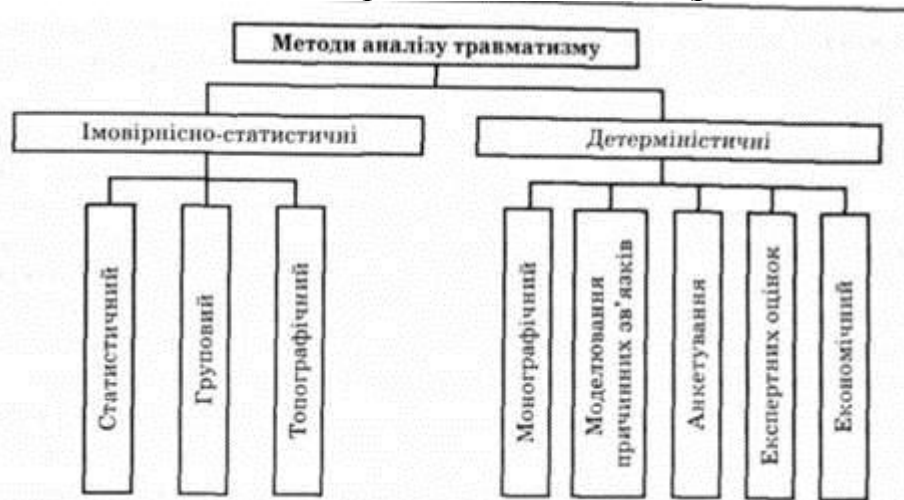 Методи аналізу травматизму
Імовірнісно-статистичні
Детерміністичні
Статистичний
Груповий
Топографічний
Монографічний
Моделювання
причинних зв'язків
Анкетування
Експертних оцінок
Економічний